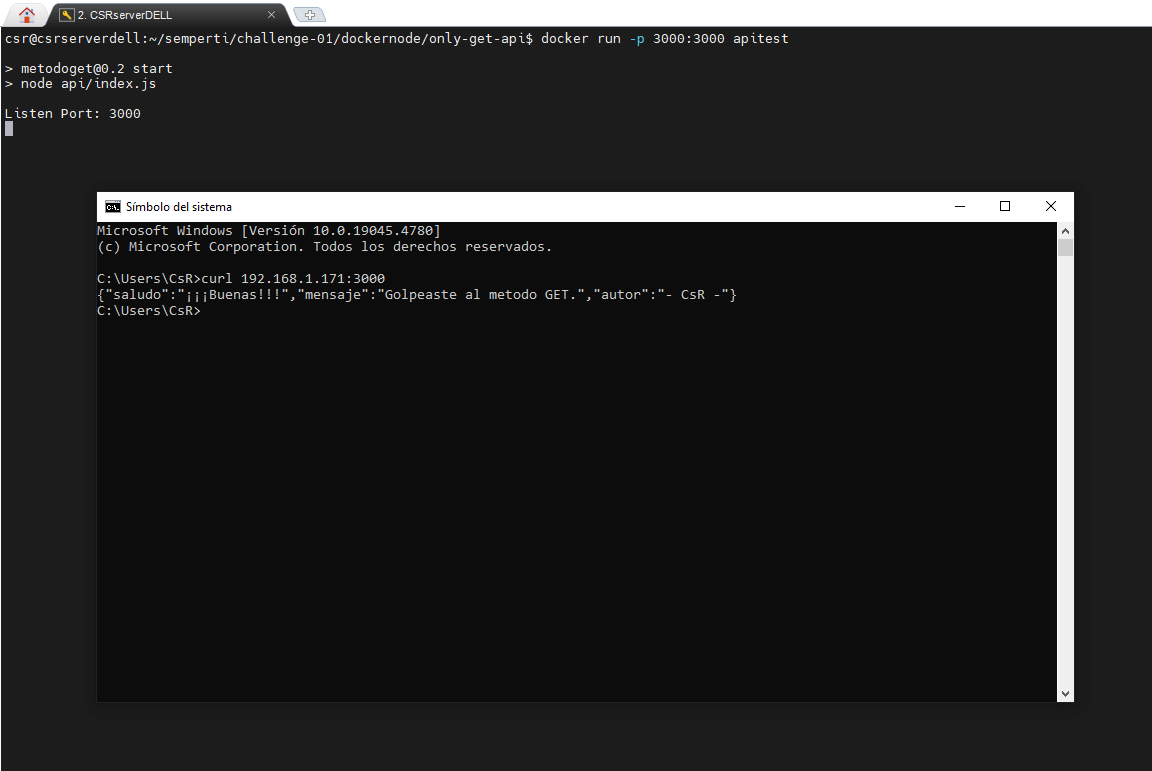 2. CSRserverDELL
csr@csrserverdell:~/semperti/challenge-01/dockernode/only-get-api$ docker run -p 3000:3000 apitest
> metodoget@0.2 start
> node api/index.js
Listen Port: 3000
Símbolo del sistema
Microsoft Windows [Versión 10.0.19045.4780]
(c) Microsoft Corporation. Todos los derechos reservados.
C:\Users\CsR>curl 192.168.1.171:3000
{"saludo":"¡¡¡Buenas!!!","mensaje":"Golpeaste al metodo GET.","autor":"- CsR -"}
C:\Users\CsR>